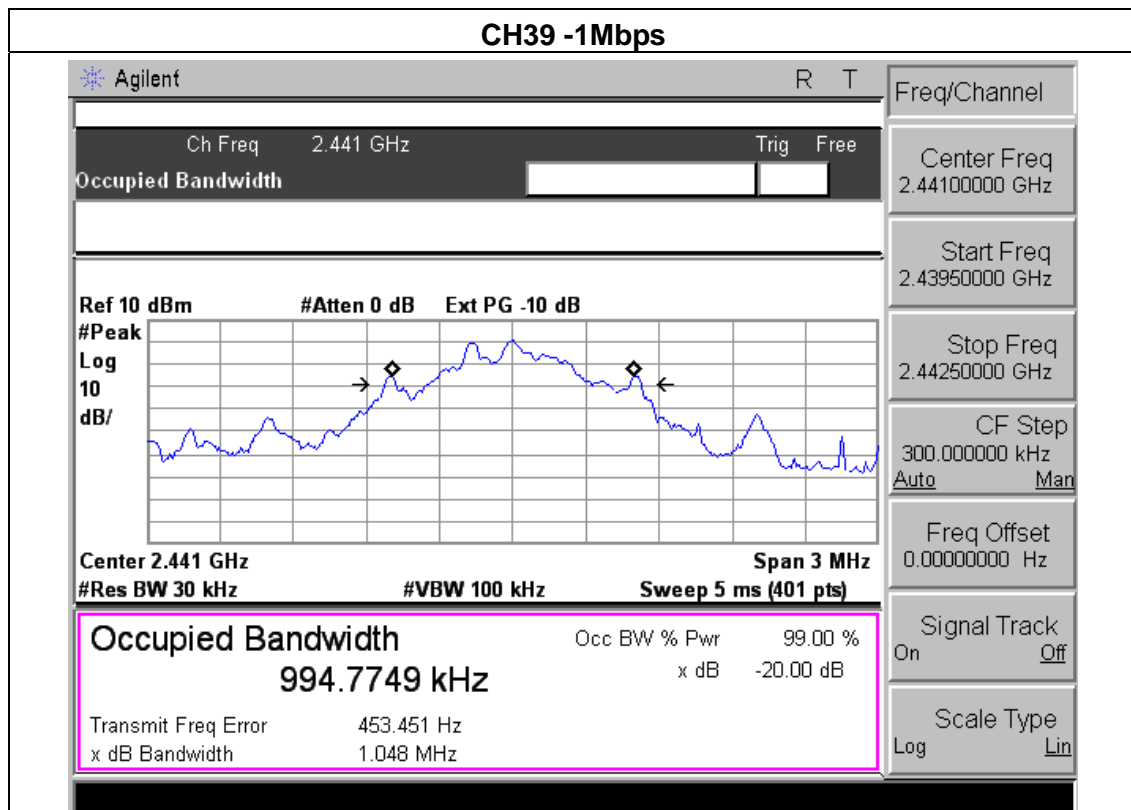 CH39 -1Mbps
Agilent R T
Ch Freq 2.441 GHz Trig Free
Occupied Bandwidth
Ref 10 dBm #Atten 0 dB Ext PG -10 dB
#Peak
Log
10
dB/
Center 2.441 GHz Span 3 MHz
#Res BW 30 kHz #VBW 100 kHz Sweep 5 ms (401 pts)
Occupied Bandwidth
994.7749 kHz
Occ BW % Pwr 99.00 %
x dB -20.00 dB
Transmit Freq Error 453.451 Hz
x dB Bandwidth 1.048 MHz
Freq/Channel
Center Freq
2.44100000 GHz
Start Freq
2.43950000 GHz
Stop Freq
2.44250000 GHz
CF Step
300.000000 kHz
Auto Man
Freq Offset
0.00000000 Hz
Signal Track
On Off
Scale Type
Log Lin